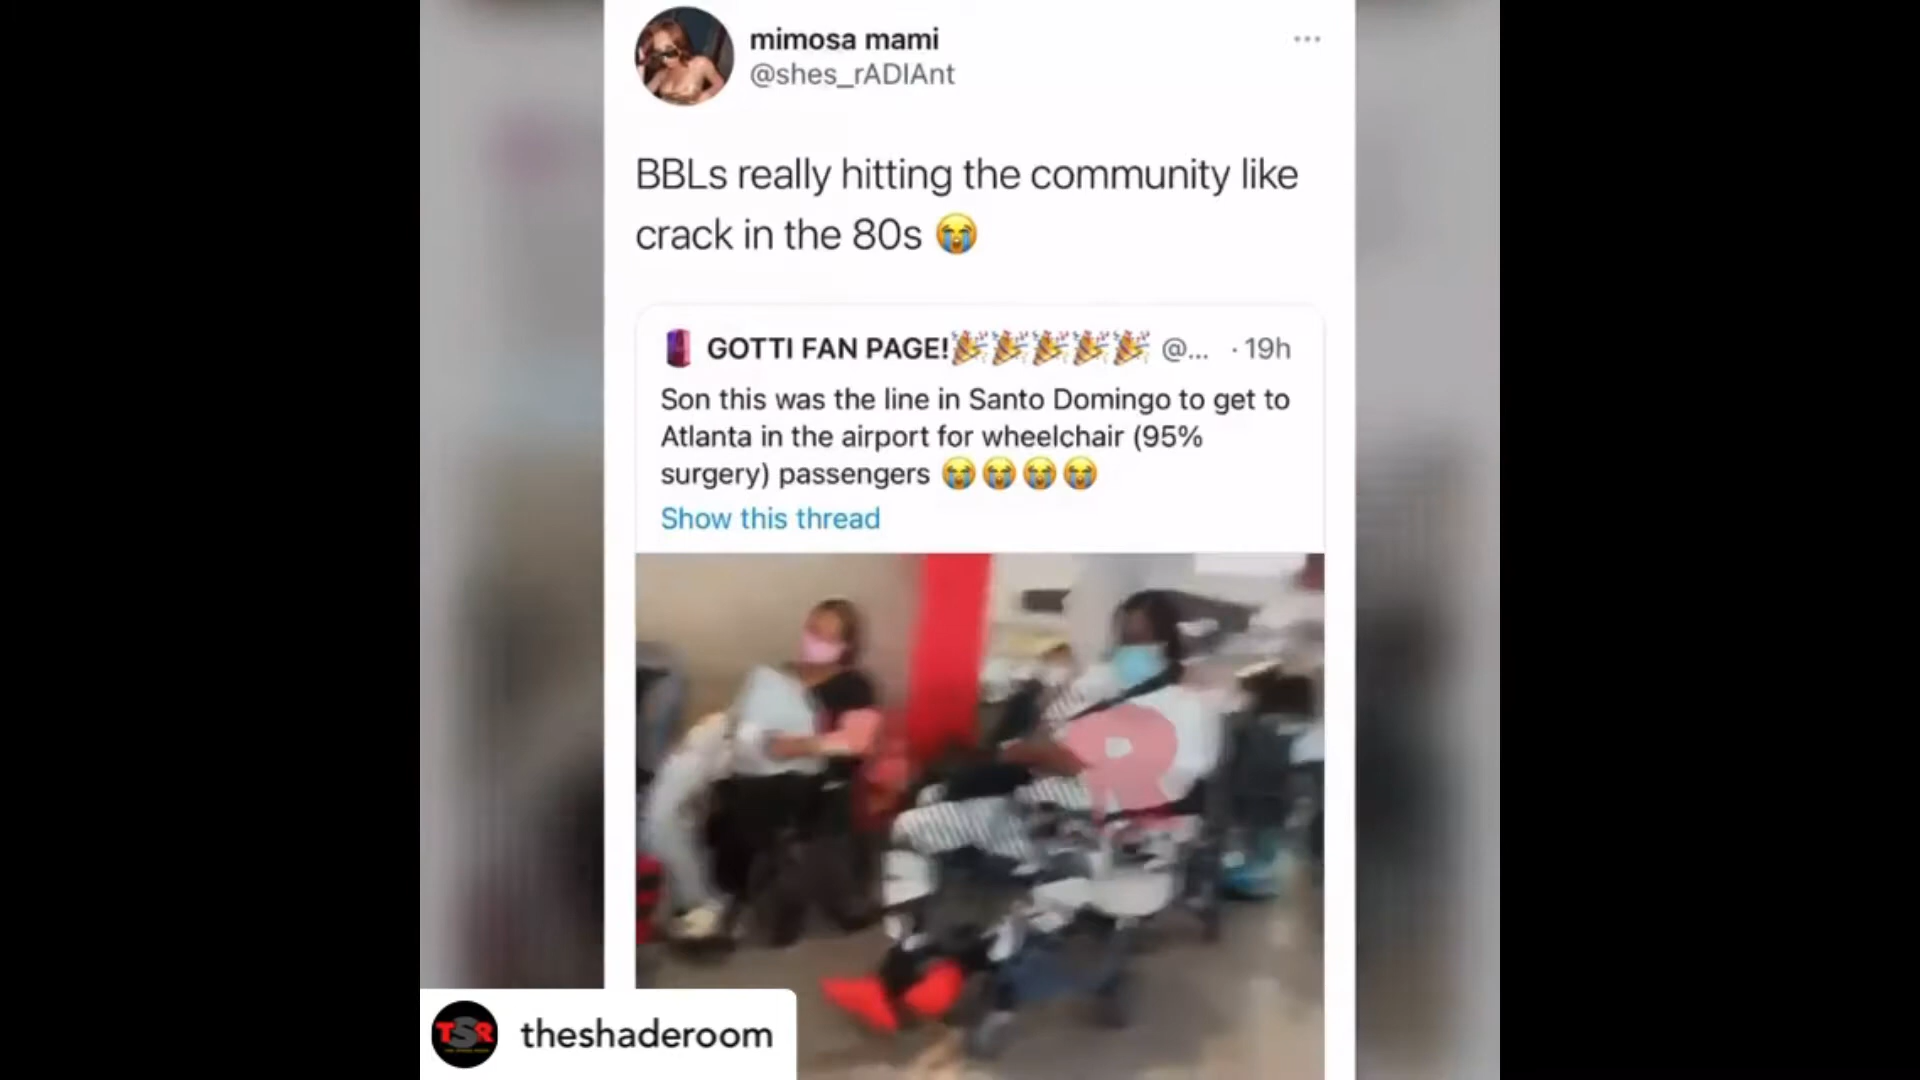 mimosa mami
@shes_rADIAnt
BBLs really hitting the community like
crack in the 80s 😭
GOTTI FAN PAGE!🎉🎉🎉🎉🎉 @... · 19h
Son this was the line in Santo Domingo to get to
Atlanta in the airport for wheelchair (95%
surgery) passengers 😭😭😭😭
Show this thread
R
TSR
theshaderoom